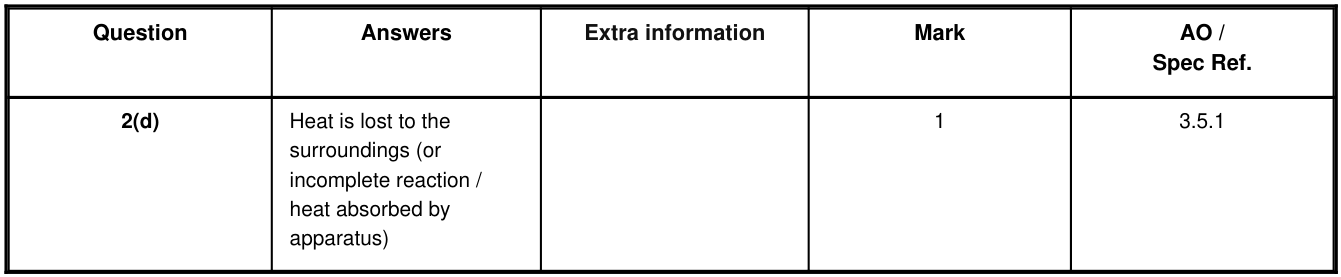 Question Answers Extra information Mark AO /
Spec Ref.
2(d) Heat is lost to the 1 3.5.1
surroundings (or
incomplete reaction /
heat absorbed by
apparatus)